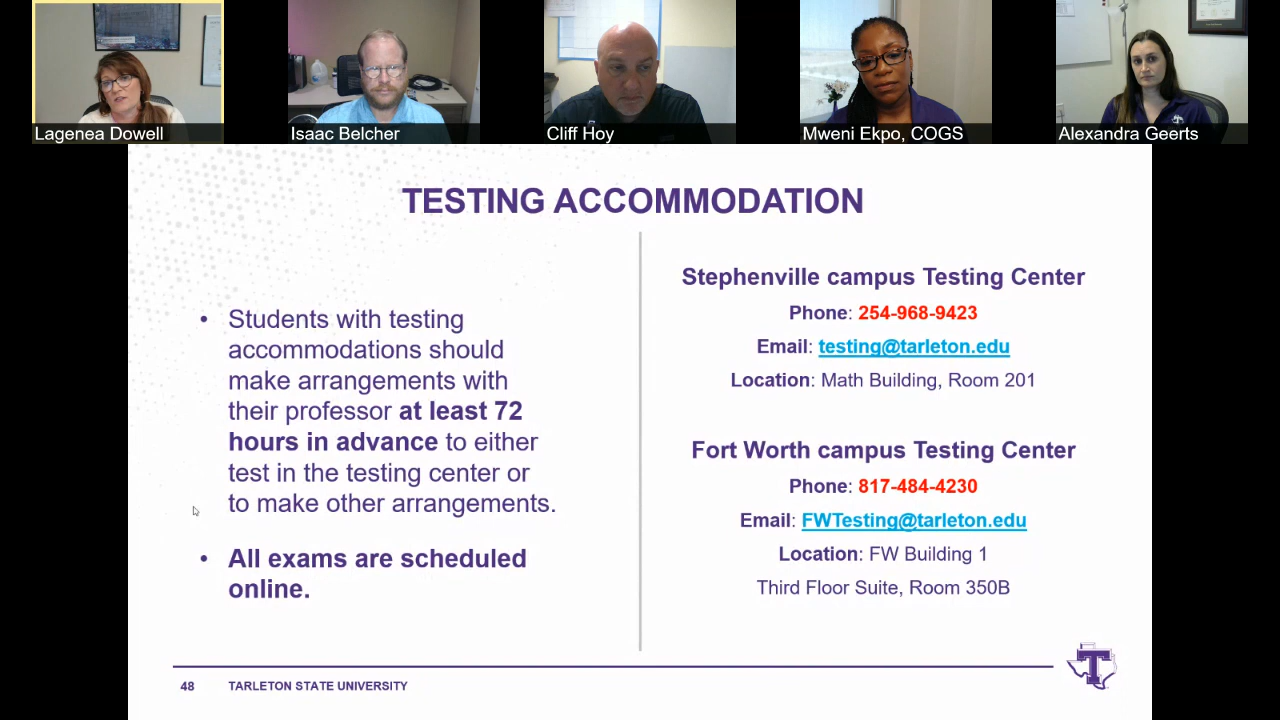 Lagenea Dowell
Isaac Belcher
Cliff Hoy
Mweni Ekpo, COGS
Alexandra Geerts
TESTING ACCOMMODATION
• Students with testing
accommodations should
make arrangements with
their professor at least 72
hours in advance to either
test in the testing center or
to make other arrangements.
• All exams are scheduled
online.
Stephenville campus Testing Center
Phone: 254-968-9423
Email: testing@tarleton.edu
Location: Math Building, Room 201
Fort Worth campus Testing Center
Phone: 817-484-4230
Email: FWTesting@tarleton.edu
Location: FW Building 1
Third Floor Suite, Room 350B
48 TARLETON STATE UNIVERSITY
T